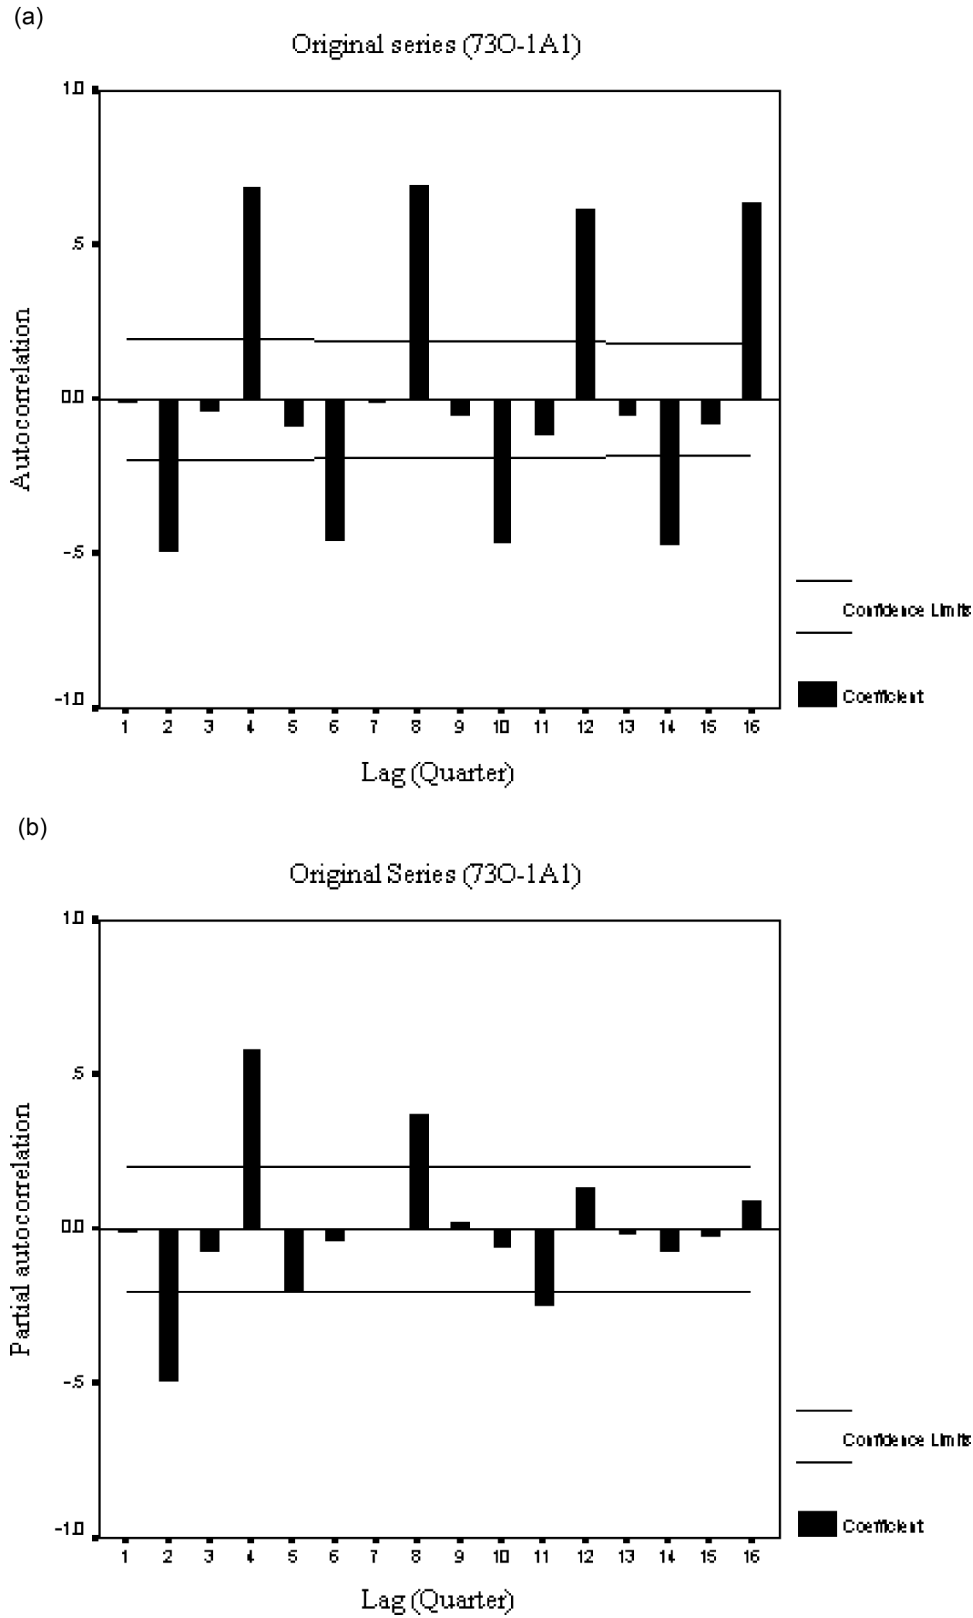 (a)
Original series (73O-1A1)
1.0
.5
0.0
-.5
-1.0
Autocorrelation
1 2 3 4 5 6 7 8 9 10 11 12 13 14 15 16
Lag (Quarter)
Confidence Limits
Coefficient
(b)
Original Series (73O-1A1)
1.0
.5
0.0
-.5
-1.0
Partial autocorrelation
1 2 3 4 5 6 7 8 9 10 11 12 13 14 15 16
Lag (Quarter)
Confidence Limits
Coefficient